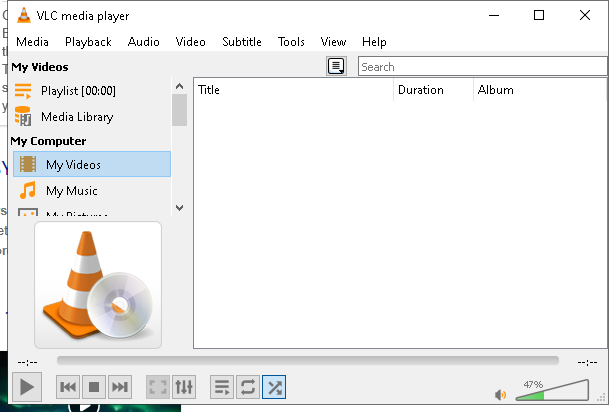 VLC media player
Media Playback Audio Video Subtitle Tools View Help
My Videos
Search
Playlist [00:00]
Media Library
My Computer
My Videos
My Music
My Pictures
Title Duration Album
--:-- --:--
47%